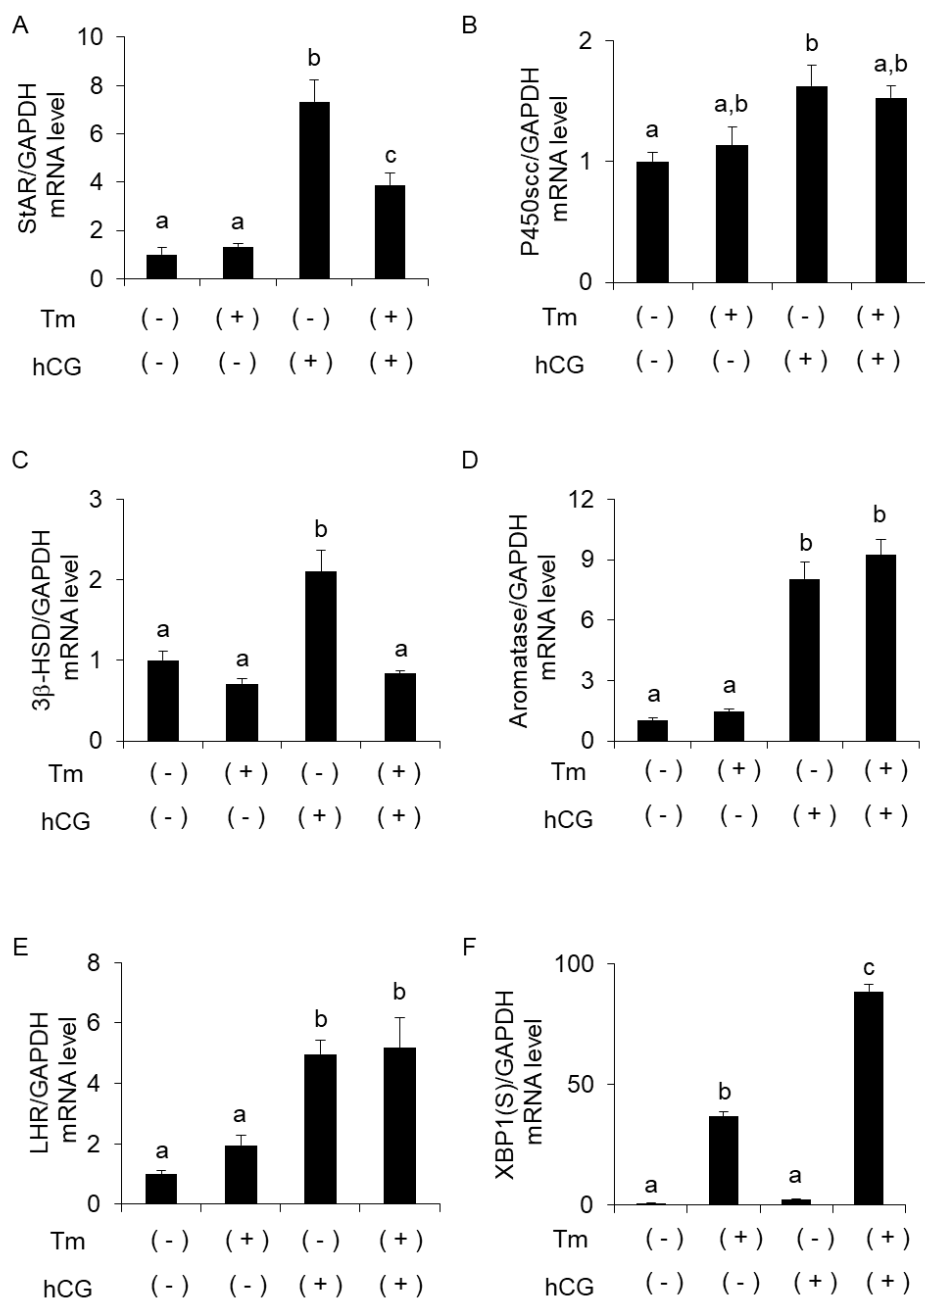 A
StAR/GAPDH
mRNA level
10
8
6
4
2
0
a
a
b
c
Tm
( - )
( + )
( - )
( + )
hCG
( - )
( - )
( + )
( + )
B
P450scc/GAPDH
mRNA level
2
1
0
a
a,b
b
a,b
Tm
( - )
( + )
( - )
( + )
hCG
( - )
( - )
( + )
( + )
C
3β-HSD/GAPDH
mRNA level
3
2
1
0
a
a
b
a
Tm
( - )
( + )
( - )
( + )
hCG
( - )
( - )
( + )
( + )
D
Aromatase/GAPDH
mRNA level
12
9
6
3
0
a
a
b
b
Tm
( - )
( + )
( - )
( + )
hCG
( - )
( - )
( + )
( + )
E
LHR/GAPDH
mRNA level
8
6
4
2
0
a
a
b
b
Tm
( - )
( + )
( - )
( + )
hCG
( - )
( - )
( + )
( + )
F
XBP1(S)/GAPDH
mRNA level
100
50
0
a
b
a
c
Tm
( - )
( + )
( - )
( + )
hCG
( - )
( - )
( + )
( + )